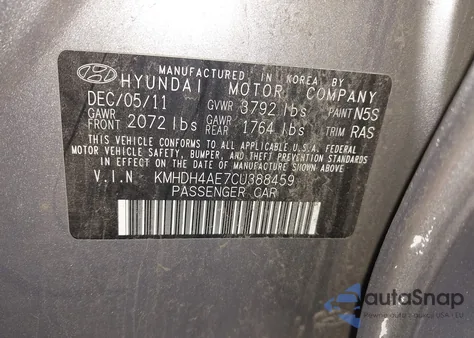 MANUFACTURED IN KOREA BY
HYUNDAI MOTOR COMPANY
DEC/05/11 GVWR 3792 lbs PAINT N5S
GAWR FRONT 2072 lbs GAWR REAR 1764 lbs TRIM RAS
THIS VEHICLE CONFORMS TO ALL APPLICABLE U.S.A. FEDERAL
MOTOR VEHICLE SAFETY, BUMPER, AND THEFT PREVENTION STANDARDS
IN EFFECT ON THE DATE OF MANUFACTURE SHOWN ABOVE.
V.I.N KMHDH4AE7CU388459
PASSENGER CAR
autaSnap